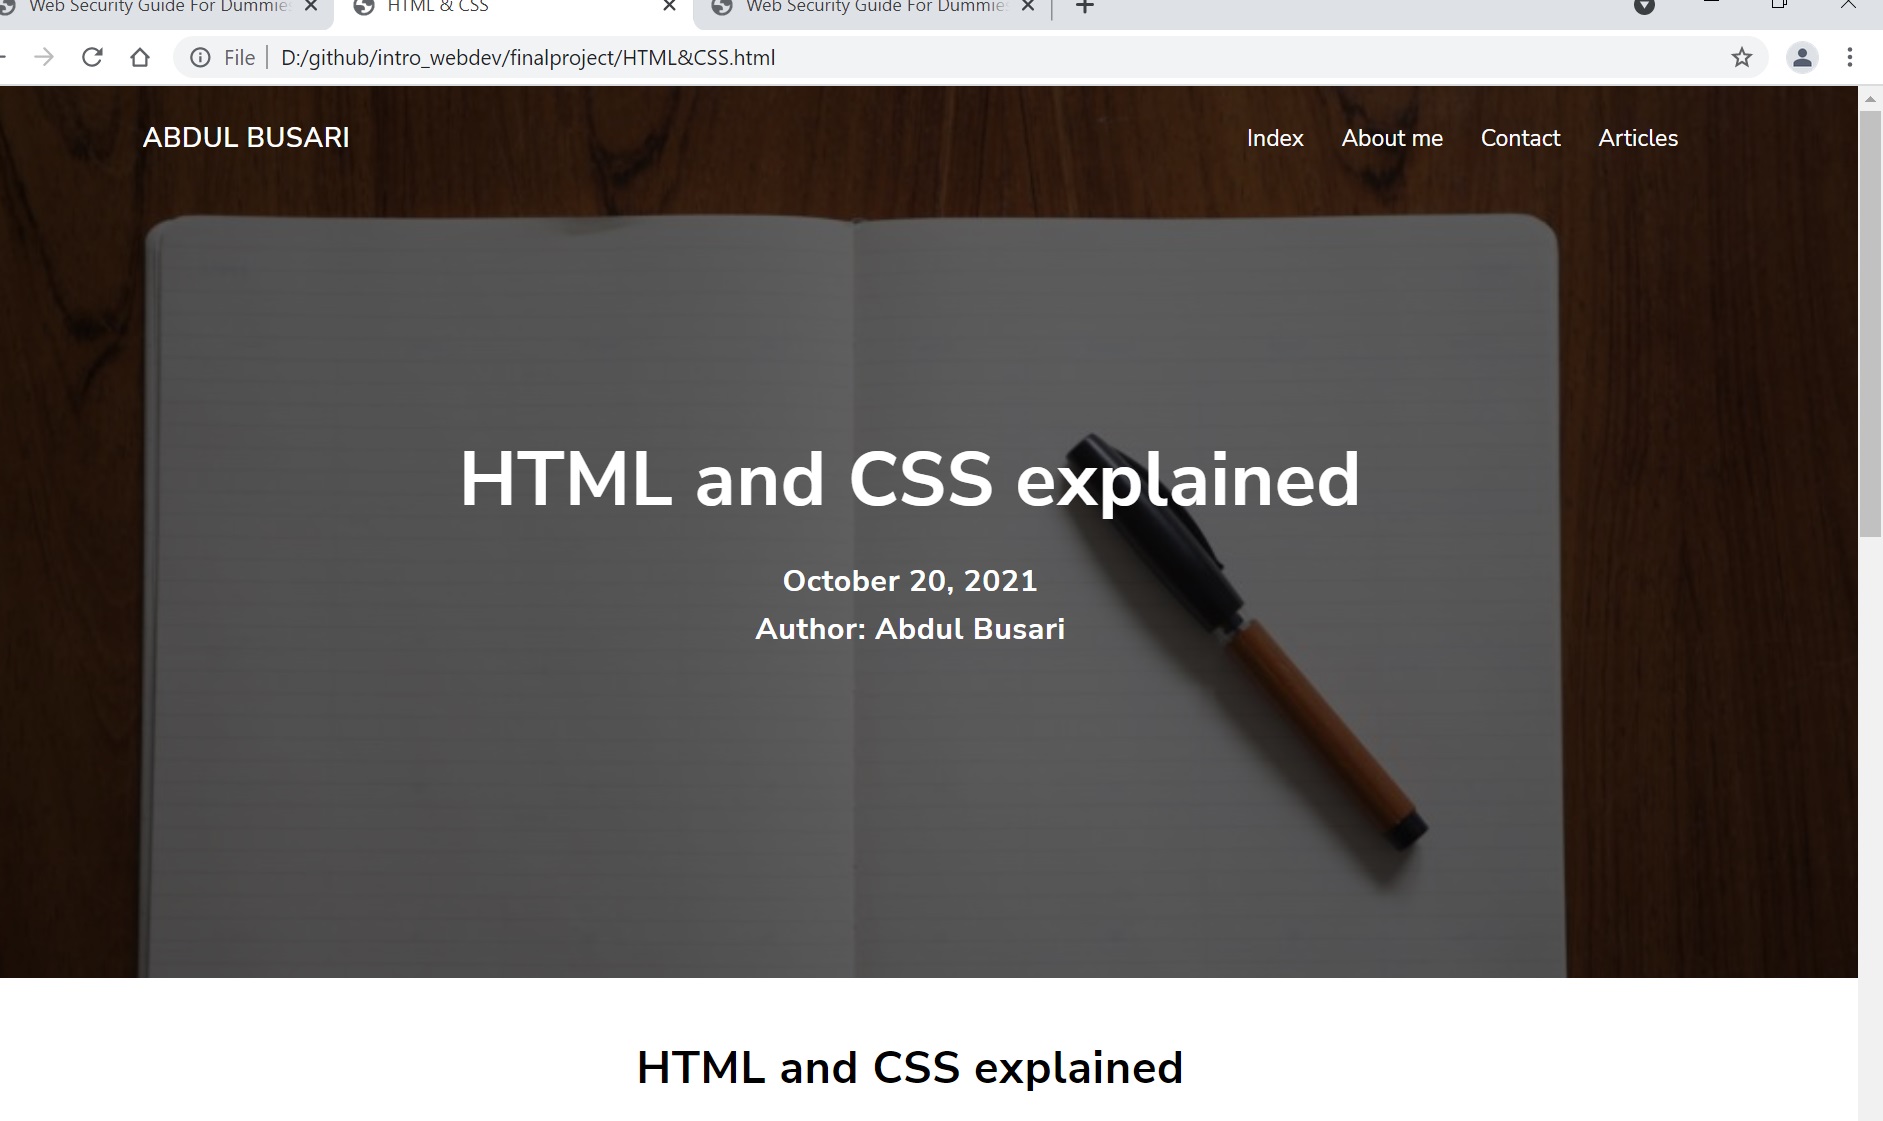 Web Security Guide For Dummies
HTML & CSS
Web Security Guide For Dummies
File
D:/github/intro_webdev/finalproject/HTML&CSS.html
ABDUL BUSARI
Index
About me
Contact
Articles
HTML and CSS explained
October 20, 2021
Author: Abdul Busari
HTML and CSS explained